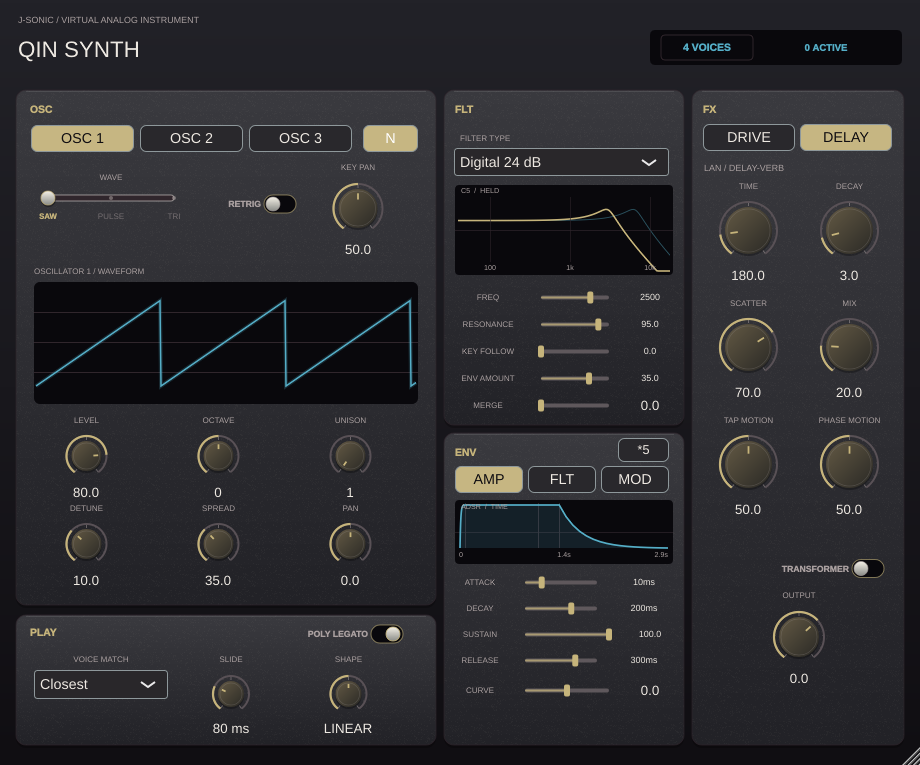 J-SONIC / VIRTUAL ANALOG INSTRUMENT
QIN SYNTH
4 VOICES
0 ACTIVE
OSC
OSC 1
OSC 2
OSC 3
N
WAVE
SAW
PULSE
TRI
RETRIG
KEY PAN
50.0
OSCILLATOR 1 / WAVEFORM
LEVEL
OCTAVE
UNISON
80.0
0
1
DETUNE
SPREAD
PAN
10.0
35.0
0.0
PLAY
POLY LEGATO
VOICE MATCH
SLIDE
SHAPE
Closest
80 ms
LINEAR
FLT
FILTER TYPE
Digital 24 dB
C5 / HELD
100
1k
10k
FREQ
2500
RESONANCE
95.0
KEY FOLLOW
0.0
ENV AMOUNT
35.0
MERGE
0.0
ENV
*5
AMP
FLT
MOD
ADSR / TIME
0
1.4s
2.9s
ATTACK
10ms
DECAY
200ms
SUSTAIN
100.0
RELEASE
300ms
CURVE
0.0
FX
DRIVE
DELAY
LAN / DELAY-VERB
TIME
DECAY
180.0
3.0
SCATTER
MIX
70.0
20.0
TAP MOTION
PHASE MOTION
50.0
50.0
TRANSFORMER
OUTPUT
0.0